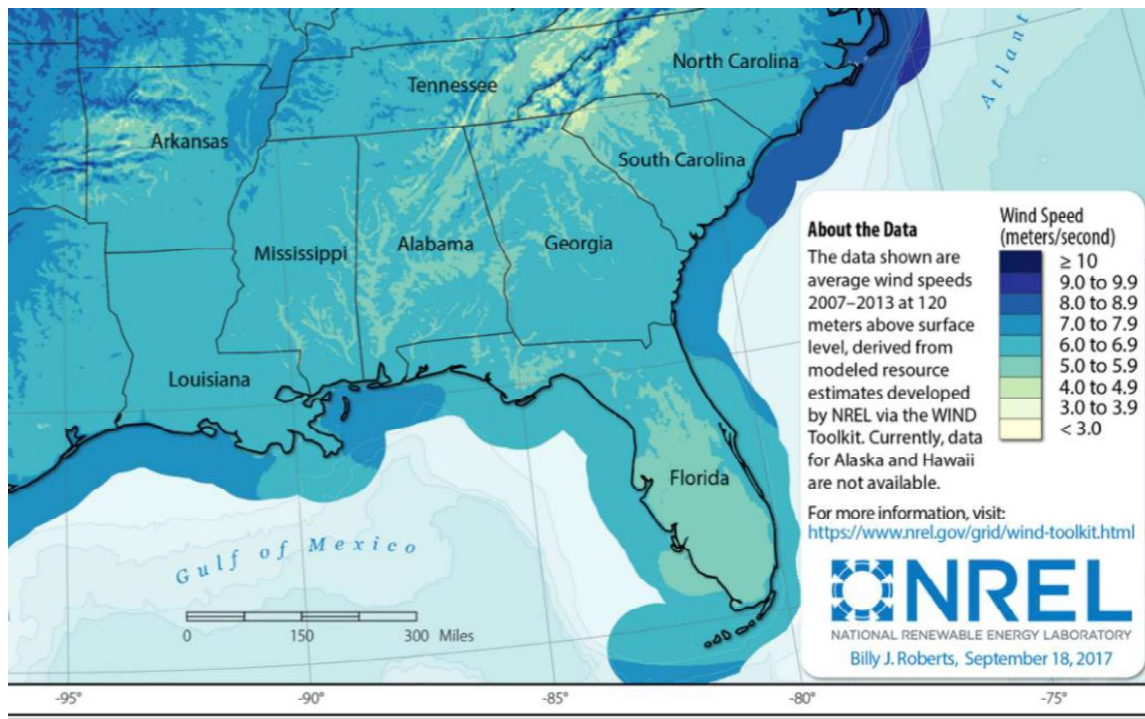 Tennessee
North Carolina
Arkansas
South Carolina
Mississippi
Alabama
Georgia
Louisiana
Florida
Atlant
Gulf of Mexico
0 150 300 Miles
About the Data
The data shown are
average wind speeds
2007–2013 at 120
meters above surface
level, derived from
modeled resource
estimates developed
by NREL via the WIND
Toolkit. Currently, data
for Alaska and Hawaii
are not available.
Wind Speed
(meters/second)
≥ 10
9.0 to 9.9
8.0 to 8.9
7.0 to 7.9
6.0 to 6.9
5.0 to 5.9
4.0 to 4.9
3.0 to 3.9
< 3.0
For more information, visit:
https://www.nrel.gov/grid/wind-toolkit.html
NREL
NATIONAL RENEWABLE ENERGY LABORATORY
Billy J. Roberts, September 18, 2017
-95° -90° -85° -80° -75°